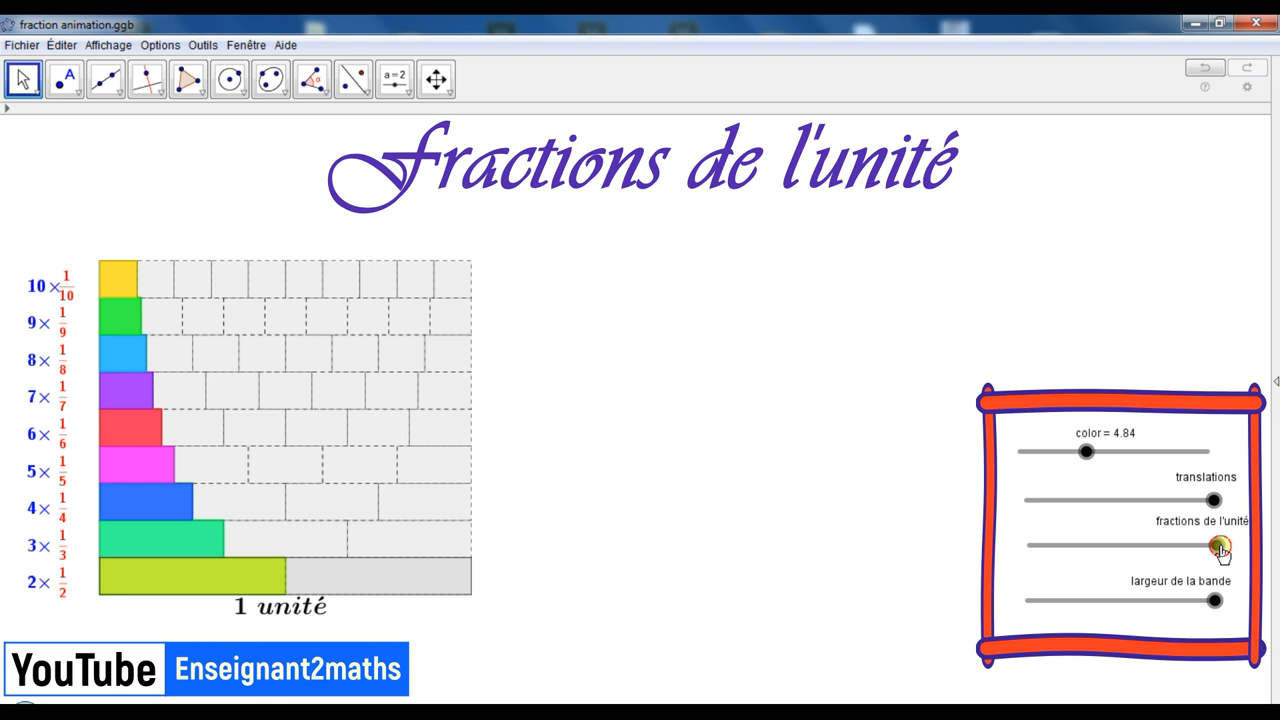 fraction animation.ggb
Fichier Éditer Affichage Options Outils Fenêtre Aide
A
α
a = 2
Fractions de l'unité
10 × 1/10
9 × 1/9
8 × 1/8
7 × 1/7
6 × 1/6
5 × 1/5
4 × 1/4
3 × 1/3
2 × 1/2
1 unité
color = 4.84
translations
fractions de l'unité
largeur de la bande
YouTube Enseignant2maths